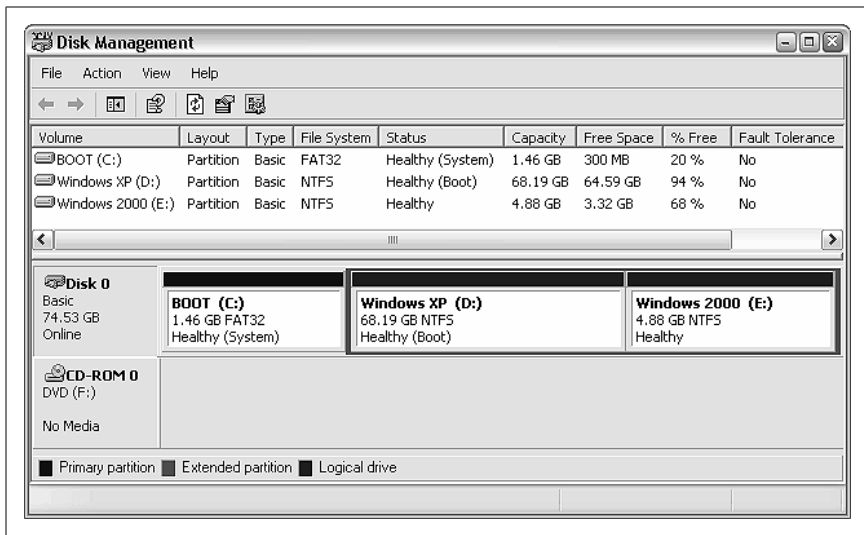 Disk Management
File Action View Help
Volume Layout Type File System Status Capacity Free Space % Free Fault Tolerance
BOOT (C:) Partition Basic FAT32 Healthy (System) 1.46 GB 300 MB 20 % No
Windows XP (D:) Partition Basic NTFS Healthy (Boot) 68.19 GB 64.59 GB 94 % No
Windows 2000 (E:) Partition Basic NTFS Healthy 4.88 GB 3.32 GB 68 % No
Disk 0
Basic
74.53 GB
Online
BOOT (C:)
1.46 GB FAT32
Healthy (System)
Windows XP (D:)
68.19 GB NTFS
Healthy (Boot)
Windows 2000 (E:)
4.88 GB NTFS
Healthy
CD-ROM 0
DVD (F:)
No Media
Primary partition Extended partition Logical drive